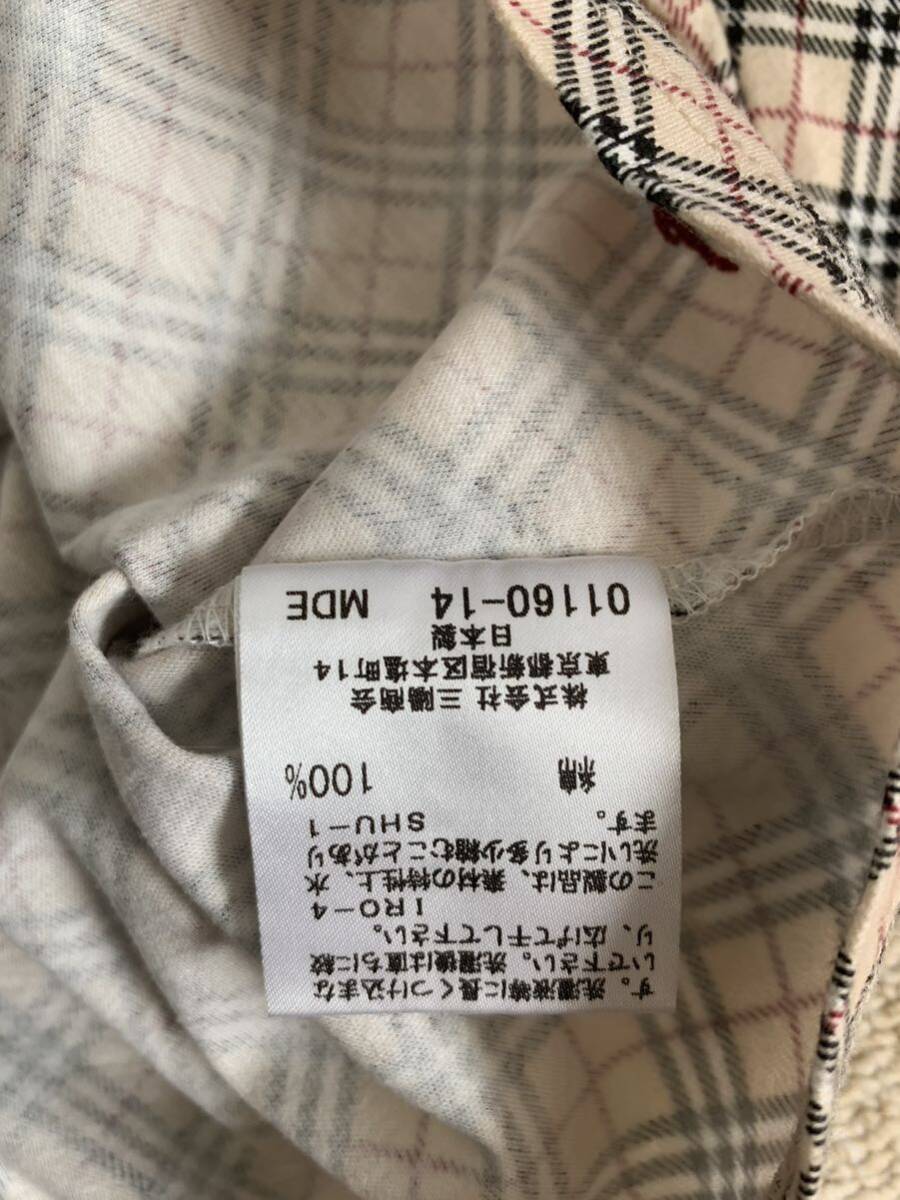 す。洗濯液等に長くつけ込まな
いで下さい。洗濯後は直ちに絞
り、広げて干して下さい。
IRO-4
この製品は、素材の特性上、水
洗いにより多少縮むことがあり
ます。 SHU-1
綿 100%
株式会社 三陽商会
東京都新宿区本塩町14
日本製
01160-14 MDE